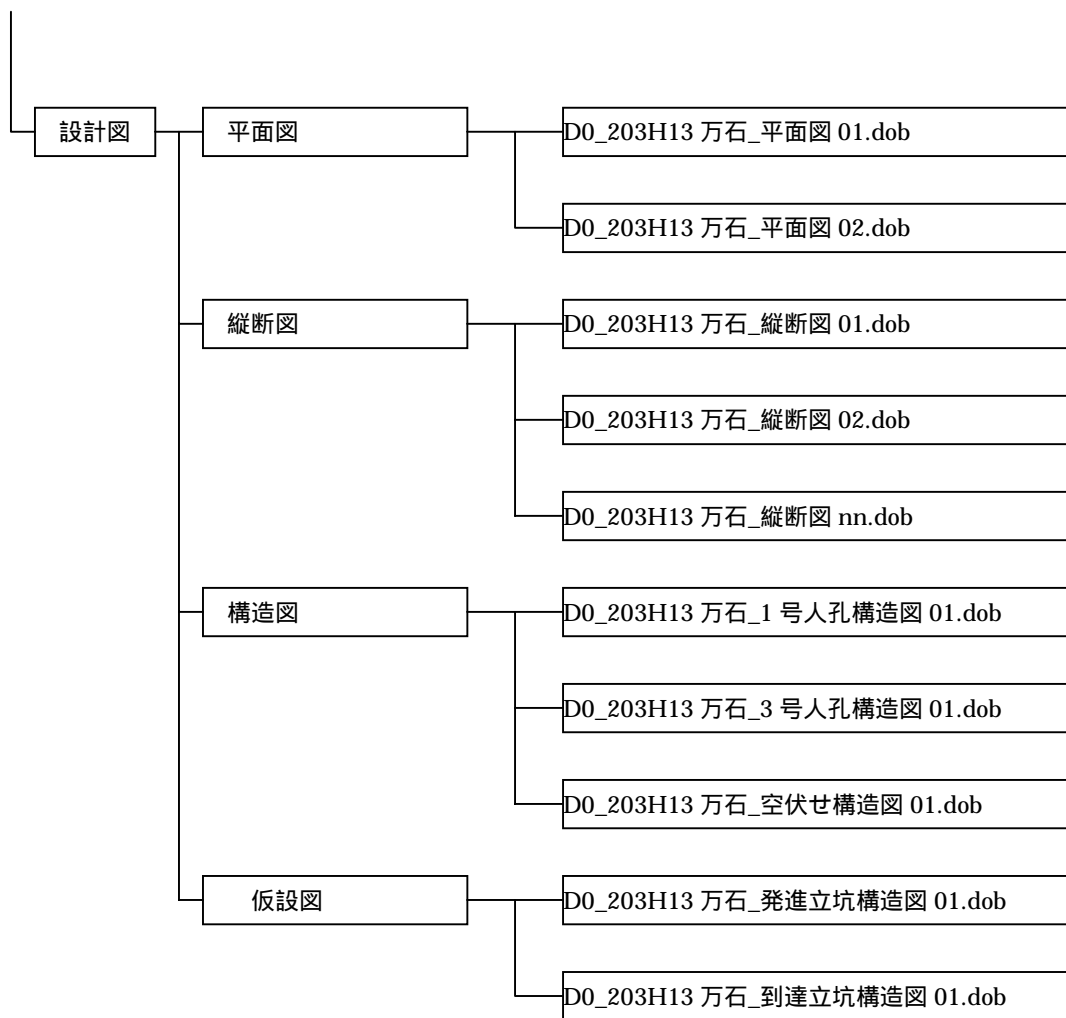 設計図
平面図
D0_203H13 万石_平面図 01.dob
D0_203H13 万石_平面図 02.dob
縦断図
D0_203H13 万石_縦断図 01.dob
D0_203H13 万石_縦断図 02.dob
D0_203H13 万石_縦断図 nn.dob
構造図
D0_203H13 万石_1 号人孔構造図 01.dob
D0_203H13 万石_3 号人孔構造図 01.dob
D0_203H13 万石_空伏せ構造図 01.dob
仮設図
D0_203H13 万石_発進立坑構造図 01.dob
D0_203H13 万石_到達立坑構造図 01.dob